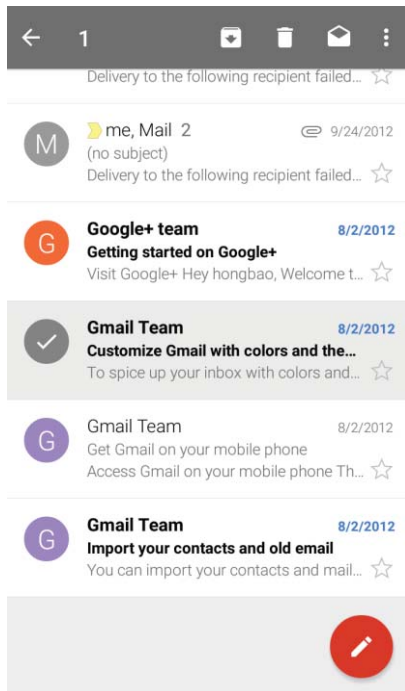 1
Delivery to the following recipient failed...
M
me, Mail 2 9/24/2012
(no subject)
Delivery to the following recipient failed...
G
Google+ team 8/2/2012
Getting started on Google+
Visit Google+ Hey hongbao, Welcome t...
Gmail Team 8/2/2012
Customize Gmail with colors and the...
To spice up your inbox with colors and...
G
Gmail Team 8/2/2012
Get Gmail on your mobile phone
Access Gmail on your mobile phone Th...
G
Gmail Team 8/2/2012
Import your contacts and old email
You can import your contacts and mail...